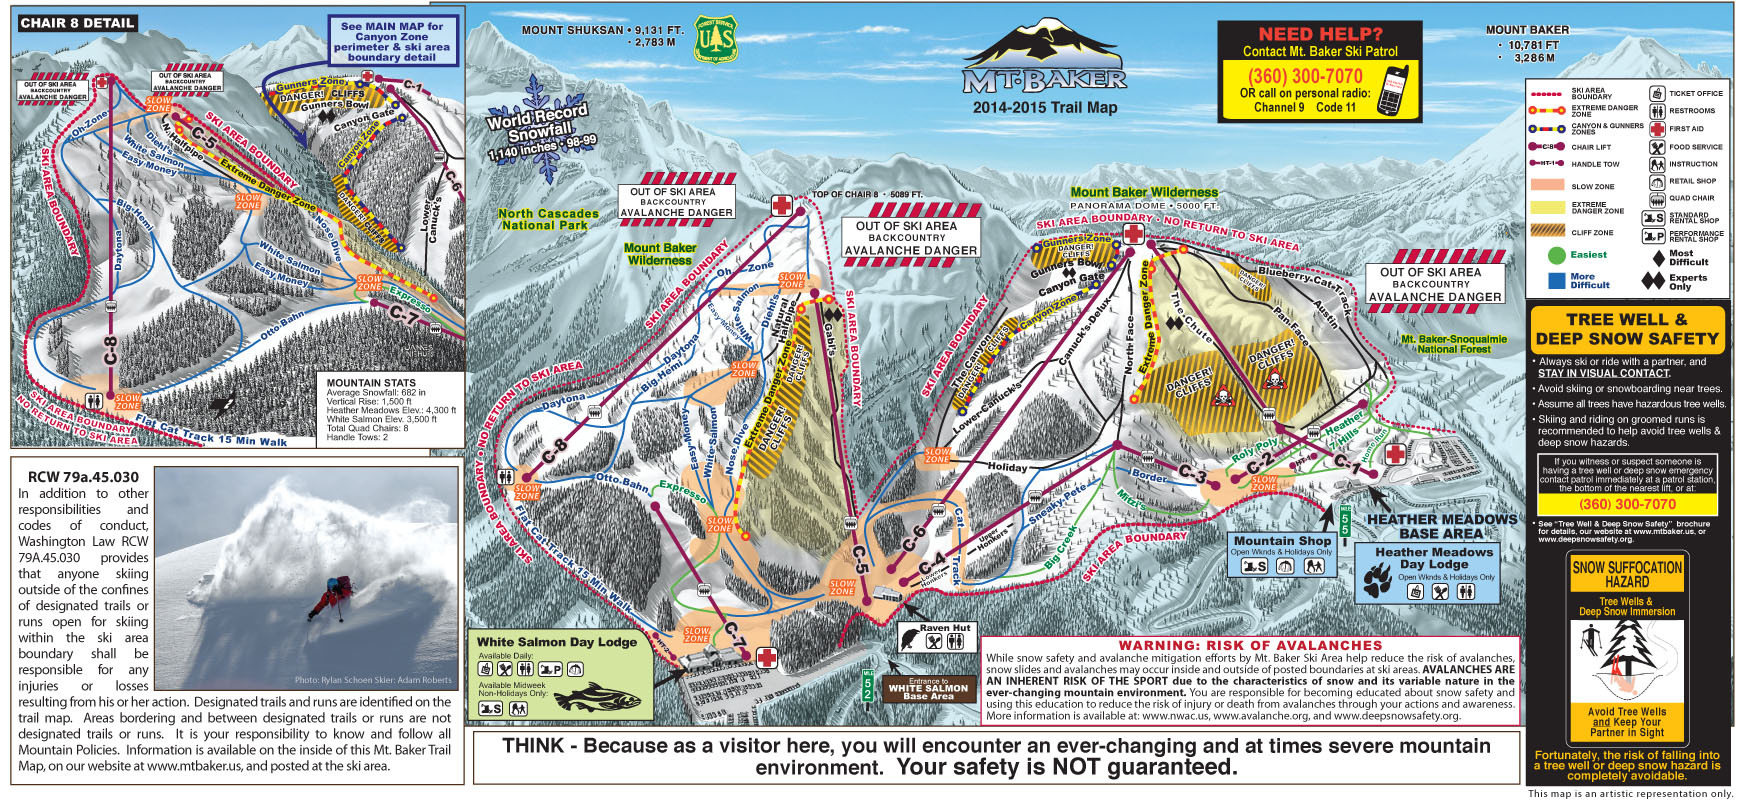 CHAIR 8 DETAIL
See MAIN MAP for
Canyon Zone
perimeter & ski area
boundary detail
OUT OF SKI AREA
BACKCOUNTRY
AVALANCHE DANGER
OUT OF SKI AREA
BACKCOUNTRY
AVALANCHE DANGER
SLOW
ZONE
Gunners Zone
DANGER! CLIFFS
Gunners Bowl
Canyon Gate
Canyon Zone
C-1
C-6
Lower
Canuck's
Oh-Zone
Diehl's
N. Halfpipe
White Salmon
Easy Money
C-5
SKI AREA BOUNDARY
Extreme Danger Zone
SLOW
ZONE
Nose Dive
SKI AREA BOUNDARY
Big Hemi
Daytona
White Salmon
Easy Money
SLOW
ZONE
Expresso
C-7
Otto Bahn
C-8
SLOW
ZONE
SKI AREA BOUNDARY
NO RETURN TO SKI AREA
Flat Cat Track 15 Min Walk
MOUNTAIN STATS
Average Snowfall: 682 in
Vertical Rise: 1,500 ft
Heather Meadows Elev.: 4,300 ft
White Salmon Elev. 3,500 ft
Total Quad Chairs: 8
Handle Tows: 2
RCW 79a.45.030
In addition to other
responsibilities and
codes of conduct,
Washington Law RCW
79A.45.030 provides
that anyone skiing
outside of the confines
of designated trails or
runs open for skiing
within the ski area
boundary shall be
responsible for any
injuries or losses
resulting from his or her action. Designated trails and runs are identified on the
trail map. Areas bordering and between designated trails or runs are not
designated trails or runs. It is your responsibility to know and follow all
Mountain Policies. Information is available on the inside of this Mt. Baker Trail
Map, on our website at www.mtbaker.us, and posted at the ski area.
Photo: Rylan Schoen Skier: Adam Roberts
MOUNT SHUKSAN • 9,131 FT.
• 2,783 M
FOREST SERVICE
U S
DEPARTMENT OF AGRICULTURE
MT. BAKER
2014-2015 Trail Map
NEED HELP?
Contact Mt. Baker Ski Patrol
(360) 300-7070
OR call on personal radio:
Channel 9 Code 11
MOUNT BAKER
• 10,781 FT
• 3,286 M
World Record
Snowfall
1,140 inches • 98-99
North Cascades
National Park
Mount Baker
Wilderness
OUT OF SKI AREA
BACKCOUNTRY
AVALANCHE DANGER
TOP OF CHAIR 8 • 5089 FT.
OUT OF SKI AREA
BACKCOUNTRY
AVALANCHE DANGER
Mount Baker Wilderness
PANORAMA DOME • 5000 FT.
SKI AREA BOUNDARY • NO RETURN TO SKI AREA
OUT OF SKI AREA
BACKCOUNTRY
AVALANCHE DANGER
Mt. Baker-Snoqualmie
National Forest
SKI AREA BOUNDARY
Oh Zone
SLOW
ZONE
White Salmon
Easy Money
Diehl's
Natural
Halfpipe
Gabl's
SKI AREA BOUNDARY
DANGER!
CLIFFS
Extreme Danger Zone
DANGER!
CLIFFS
Big Hemi
Daytona
Daytona
SLOW
ZONE
Easy Money
White Salmon
Nose Dive
SKI AREA BOUNDARY • NO RETURN TO SKI AREA
C-8
SLOW
ZONE
Otto Bahn
Expresso
SLOW
ZONE
SKI AREA BOUNDARY
Flat Cat Track 15 Min Walk
HT-2
SLOW
ZONE
C-7
C-5
SLOW
ZONE
C-6
C-4
Lower
Honkers
Cat
Track
Upper
Honkers
SLOW
ZONE
Holiday
Sneaky Pete
Big Creek
Mitel's
Border
SKI AREA BOUNDARY
SKI AREA BOUNDARY
Gunners Zone
DANGER!
CLIFFS
Gunners Bowl
Canyon
Gate
Canyon Zone
The Canyon
DANGER!
CLIFFS
Lower Canuck's
Canuck's Deluxe
North Face
Extreme Danger Zone
The Chute
DANGER!
CLIFFS
Blueberry Cat Track
Austin
Pan Face
DANGER!
CLIFFS
DANGER!
CLIFFS
C-3
C-2
C-1
HT-1
Roly Poly
Heather
7 Hills
Home Run
SLOW
ZONE
HEATHER MEADOWS
BASE AREA
MILE
55
Mountain Shop
Open Wknds & Holidays Only
S
Heather Meadows
Day Lodge
Open Wknds & Holidays Only
White Salmon Day Lodge
Available Daily:
P
Available Midweek
Non-Holidays Only:
S
Raven Hut
MILE
52
Entrance to
WHITE SALMON
Base Area
WARNING: RISK OF AVALANCHES
While snow safety and avalanche mitigation efforts by Mt. Baker Ski Area help reduce the risk of avalanches,
snow slides and avalanches may occur inside and outside of posted boundaries at ski areas. AVALANCHES ARE
AN INHERENT RISK OF THE SPORT due to the characteristics of snow and its variable nature in the
ever-changing mountain environment. You are responsible for becoming educated about snow safety and
using this education to reduce the risk of injury or death from avalanches through your actions and awareness.
More information is available at: www.nwac.us, www.avalanche.org, and www.deepsnowsafety.org.
THINK - Because as a visitor here, you will encounter an ever-changing and at times severe mountain
environment. Your safety is NOT guaranteed.
SKI AREA
BOUNDARY
EXTREME DANGER
ZONE
CANYON & GUNNERS
ZONES
C-8 CHAIR LIFT
HT-1 HANDLE TOW
SLOW ZONE
EXTREME
DANGER ZONE
CLIFF ZONE
Easiest
More
Difficult
TICKET OFFICE
RESTROOMS
FIRST AID
FOOD SERVICE
INSTRUCTION
RETAIL SHOP
QUAD CHAIR
S STANDARD
RENTAL SHOP
P PERFORMANCE
RENTAL SHOP
Most
Difficult
Experts
Only
TREE WELL &
DEEP SNOW SAFETY
• Always ski or ride with a partner, and
STAY IN VISUAL CONTACT.
• Avoid skiing or snowboarding near trees.
• Assume all trees have hazardous tree wells.
• Skiing and riding on groomed runs is
recommended to help avoid tree wells &
deep snow hazards.
If you witness or suspect someone is
having a tree well or deep snow emergency
contact patrol immediately at a patrol station,
the bottom of the nearest lift, or at:
(360) 300-7070
• See "Tree Well & Deep Snow Safety" brochure
for details, our website at www.mtbaker.us, or
www.deepsnowsafety.org.
SNOW SUFFOCATION
HAZARD
Tree Wells &
Deep Snow Immersion
Avoid Tree Wells
and Keep Your
Partner in Sight
Fortunately, the risk of falling into
a tree well or deep snow hazard is
completely avoidable.
This map is an artistic representation only.